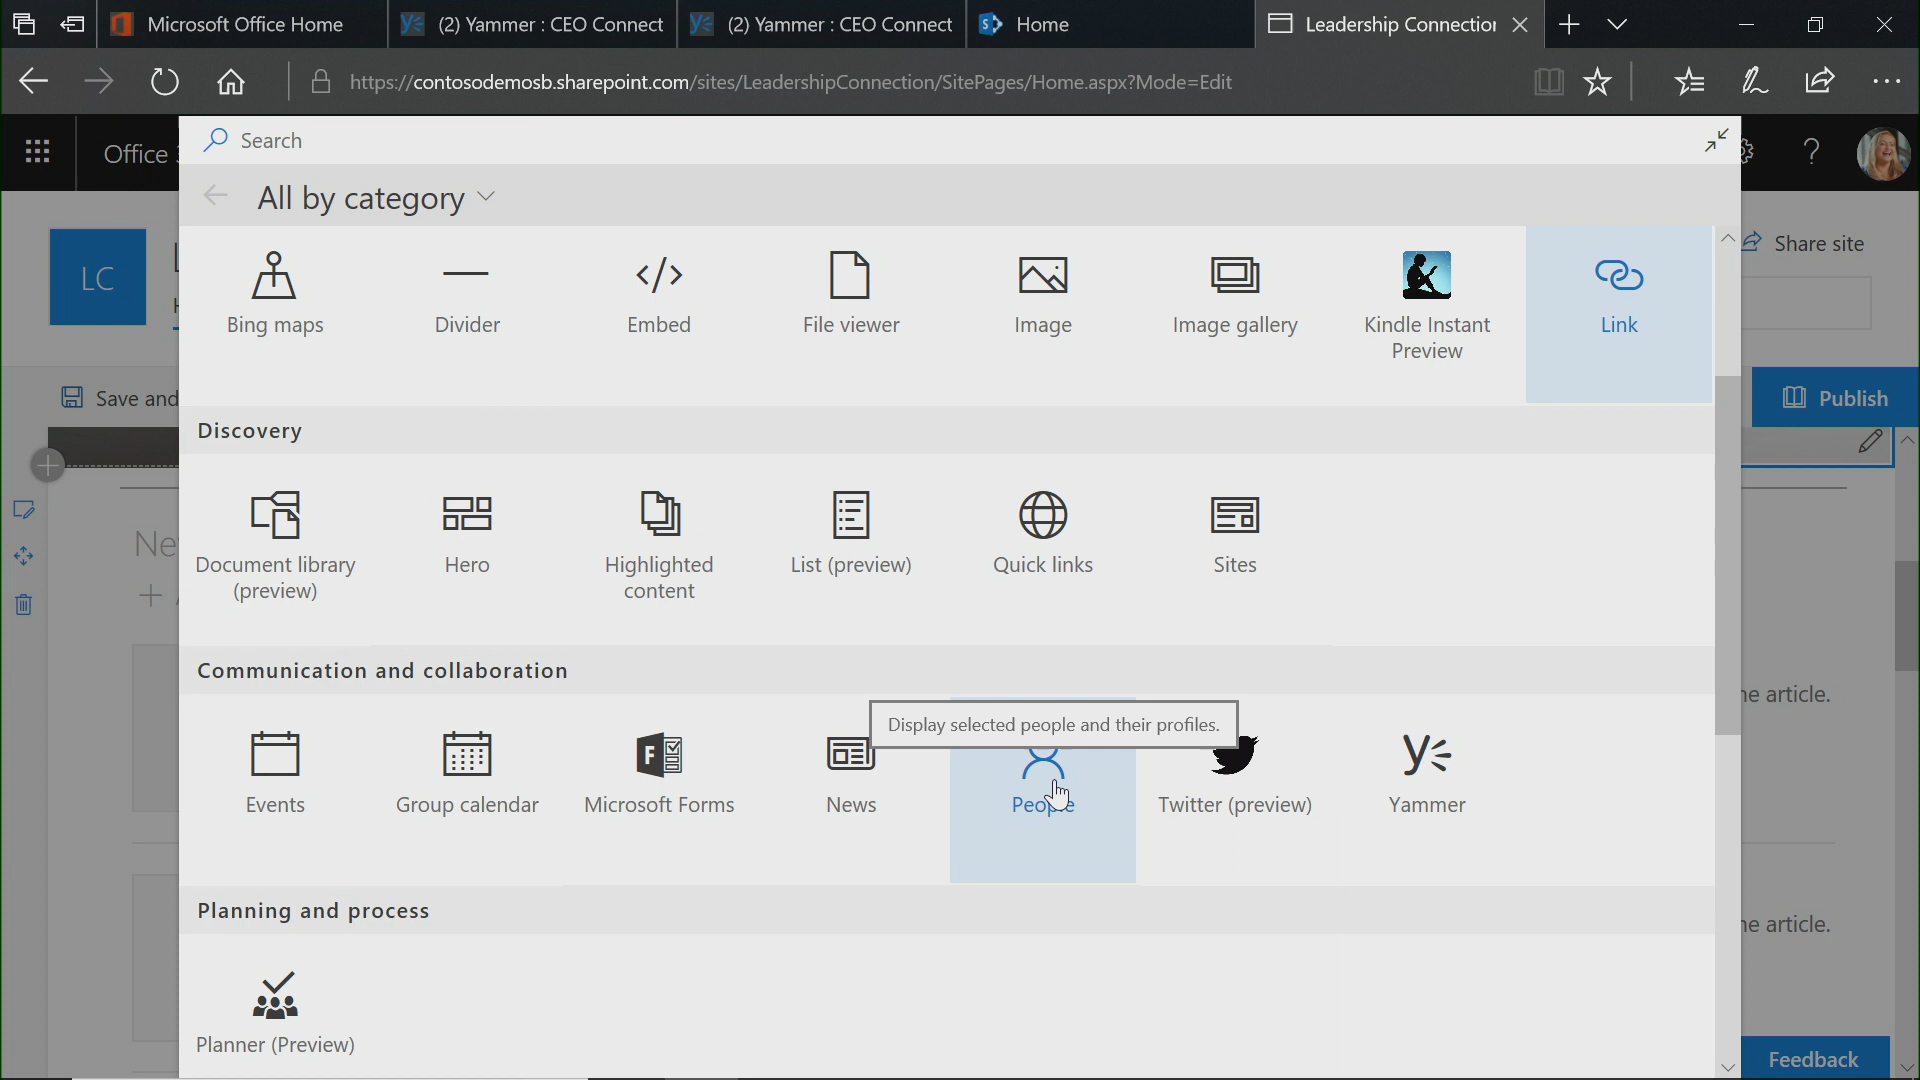 Microsoft Office Home
(2) Yammer : CEO Connect
(2) Yammer : CEO Connect
Home
Leadership Connection
https://contosodemosb.sharepoint.com/sites/LeadershipConnection/SitePages/Home.aspx?Mode=Edit
Office
Search
All by category
LC
Share site
Bing maps
Divider
Embed
File viewer
Image
Image gallery
Kindle Instant
Preview
Link
Save and
Publish
Discovery
Document library
(preview)
Hero
Highlighted
content
List (preview)
Quick links
Sites
Communication and collaboration
article.
Display selected people and their profiles.
Events
Group calendar
Microsoft Forms
News
People
Twitter (preview)
Yammer
Planning and process
article.
Planner (Preview)
Feedback